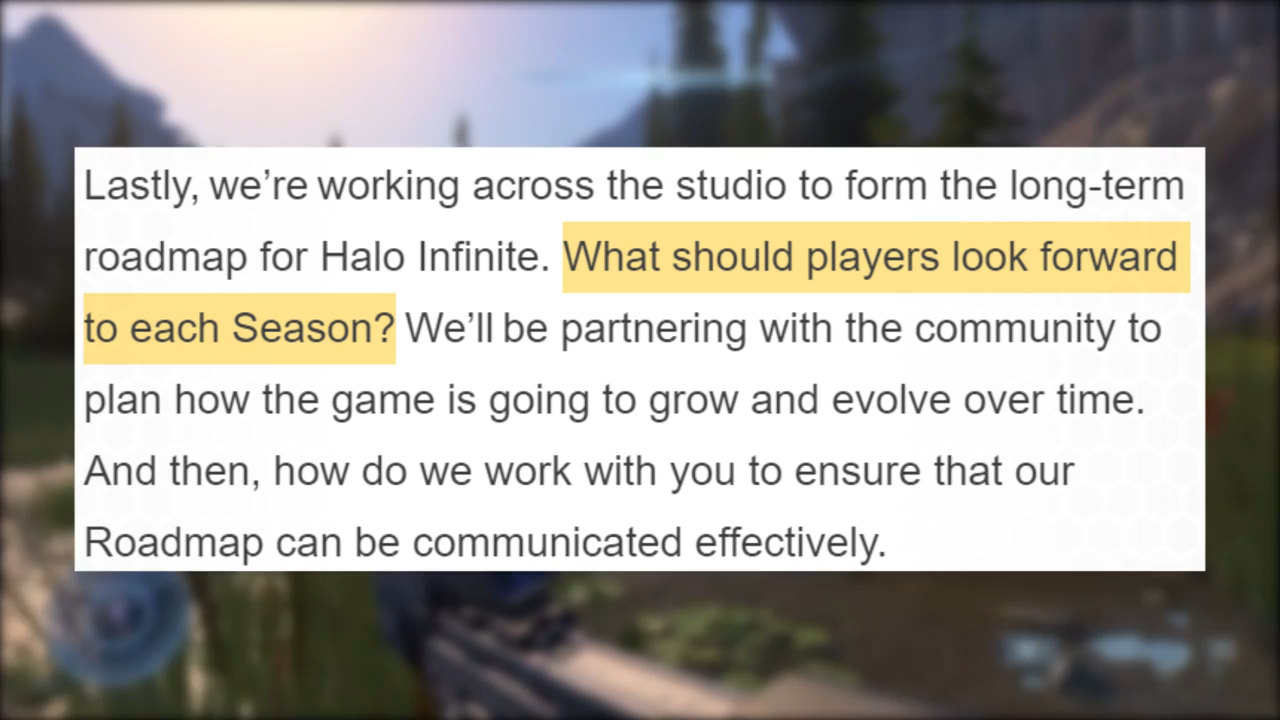 Lastly, we’re working across the studio to form the long-term
roadmap for Halo Infinite. What should players look forward
to each Season? We’ll be partnering with the community to
plan how the game is going to grow and evolve over time.
And then, how do we work with you to ensure that our
Roadmap can be communicated effectively.